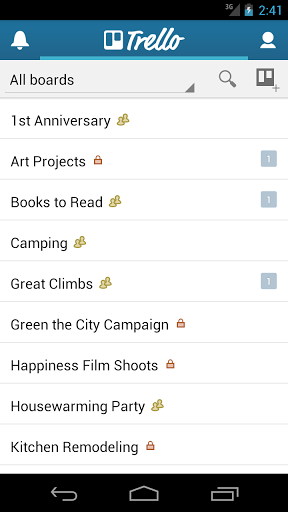 3G 2:41
Trello
All boards
1st Anniversary
Art Projects 1
Books to Read 1
Camping
Great Climbs 1
Green the City Campaign
Happiness Film Shoots
Housewarming Party
Kitchen Remodeling